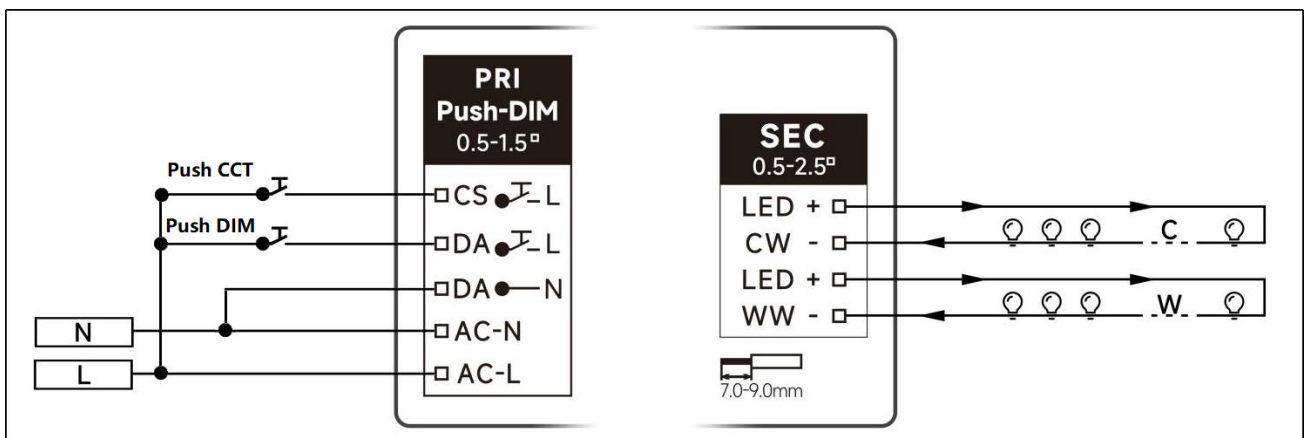 PRI
Push-DIM
0.5-1.5□
Push CCT
CS L
Push DIM
DA L
DA N
N
AC-N
L
AC-L
SEC
0.5-2.5□
LED +
CW -
C
LED +
WW -
W
7.0-9.0mm